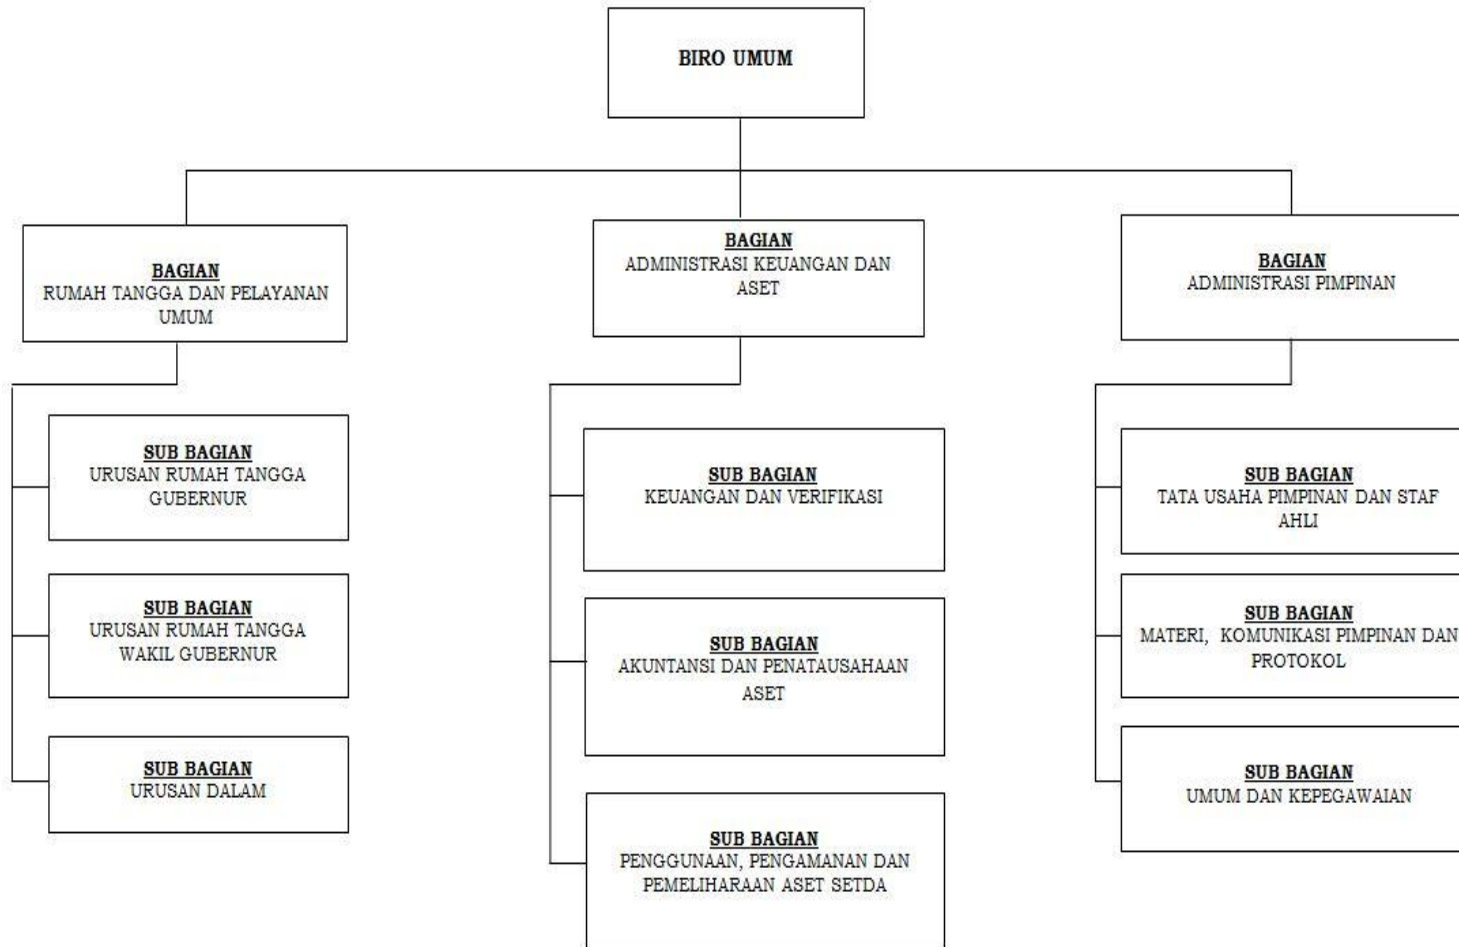 BIRO UMUM
BAGIAN
RUMAH TANGGA DAN PELAYANAN
UMUM
BAGIAN
ADMINISTRASI KEUANGAN DAN
ASET
BAGIAN
ADMINISTRASI PIMPINAN
SUB BAGIAN
URUSAN RUMAH TANGGA
GUBERNUR
SUB BAGIAN
URUSAN RUMAH TANGGA
WAKIL GUBERNUR
SUB BAGIAN
URUSAN DALAM
SUB BAGIAN
KEUANGAN DAN VERIFIKASI
SUB BAGIAN
AKUNTANSI DAN PENATAUSAHAAN
ASET
SUB BAGIAN
PENGGUNAAN, PENGAMANAN DAN
PEMELIHARAAN ASET SETDA
SUB BAGIAN
TATA USAHA PIMPINAN DAN STAF
AHLI
SUB BAGIAN
MATERI, KOMUNIKASI PIMPINAN DAN
PROTOKOL
SUB BAGIAN
UMUM DAN KEPEGAWAIAN